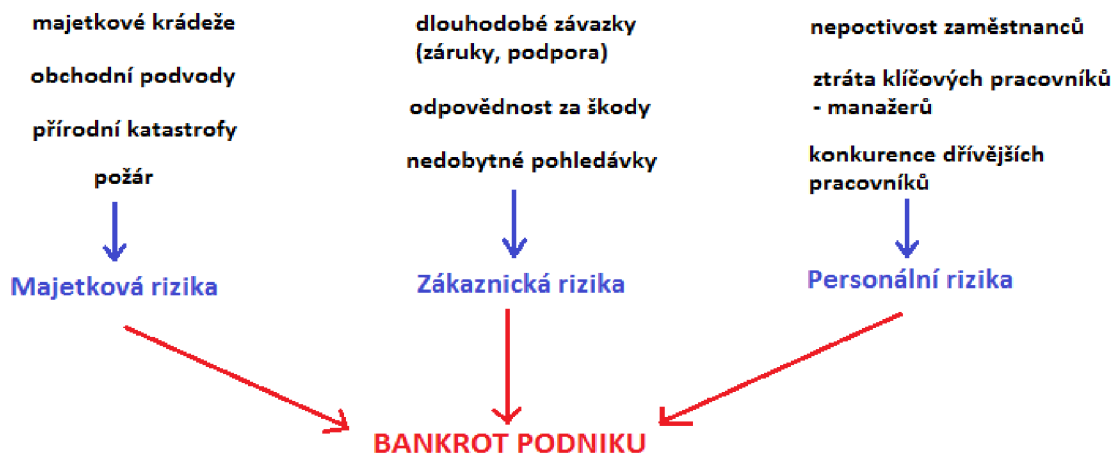 majetkové krádeže
obchodní podvody
přírodní katastrofy
požár
Majetková rizika
dlouhodobé závazky
(záruky, podpora)
odpovědnost za škody
nedobytné pohledávky
Zákaznická rizika
nepoctivost zaměstnanců
ztráta klíčových pracovníků
- manažerů
konkurence dřívějších
pracovníků
Personální rizika
BANKROT PODNIKU